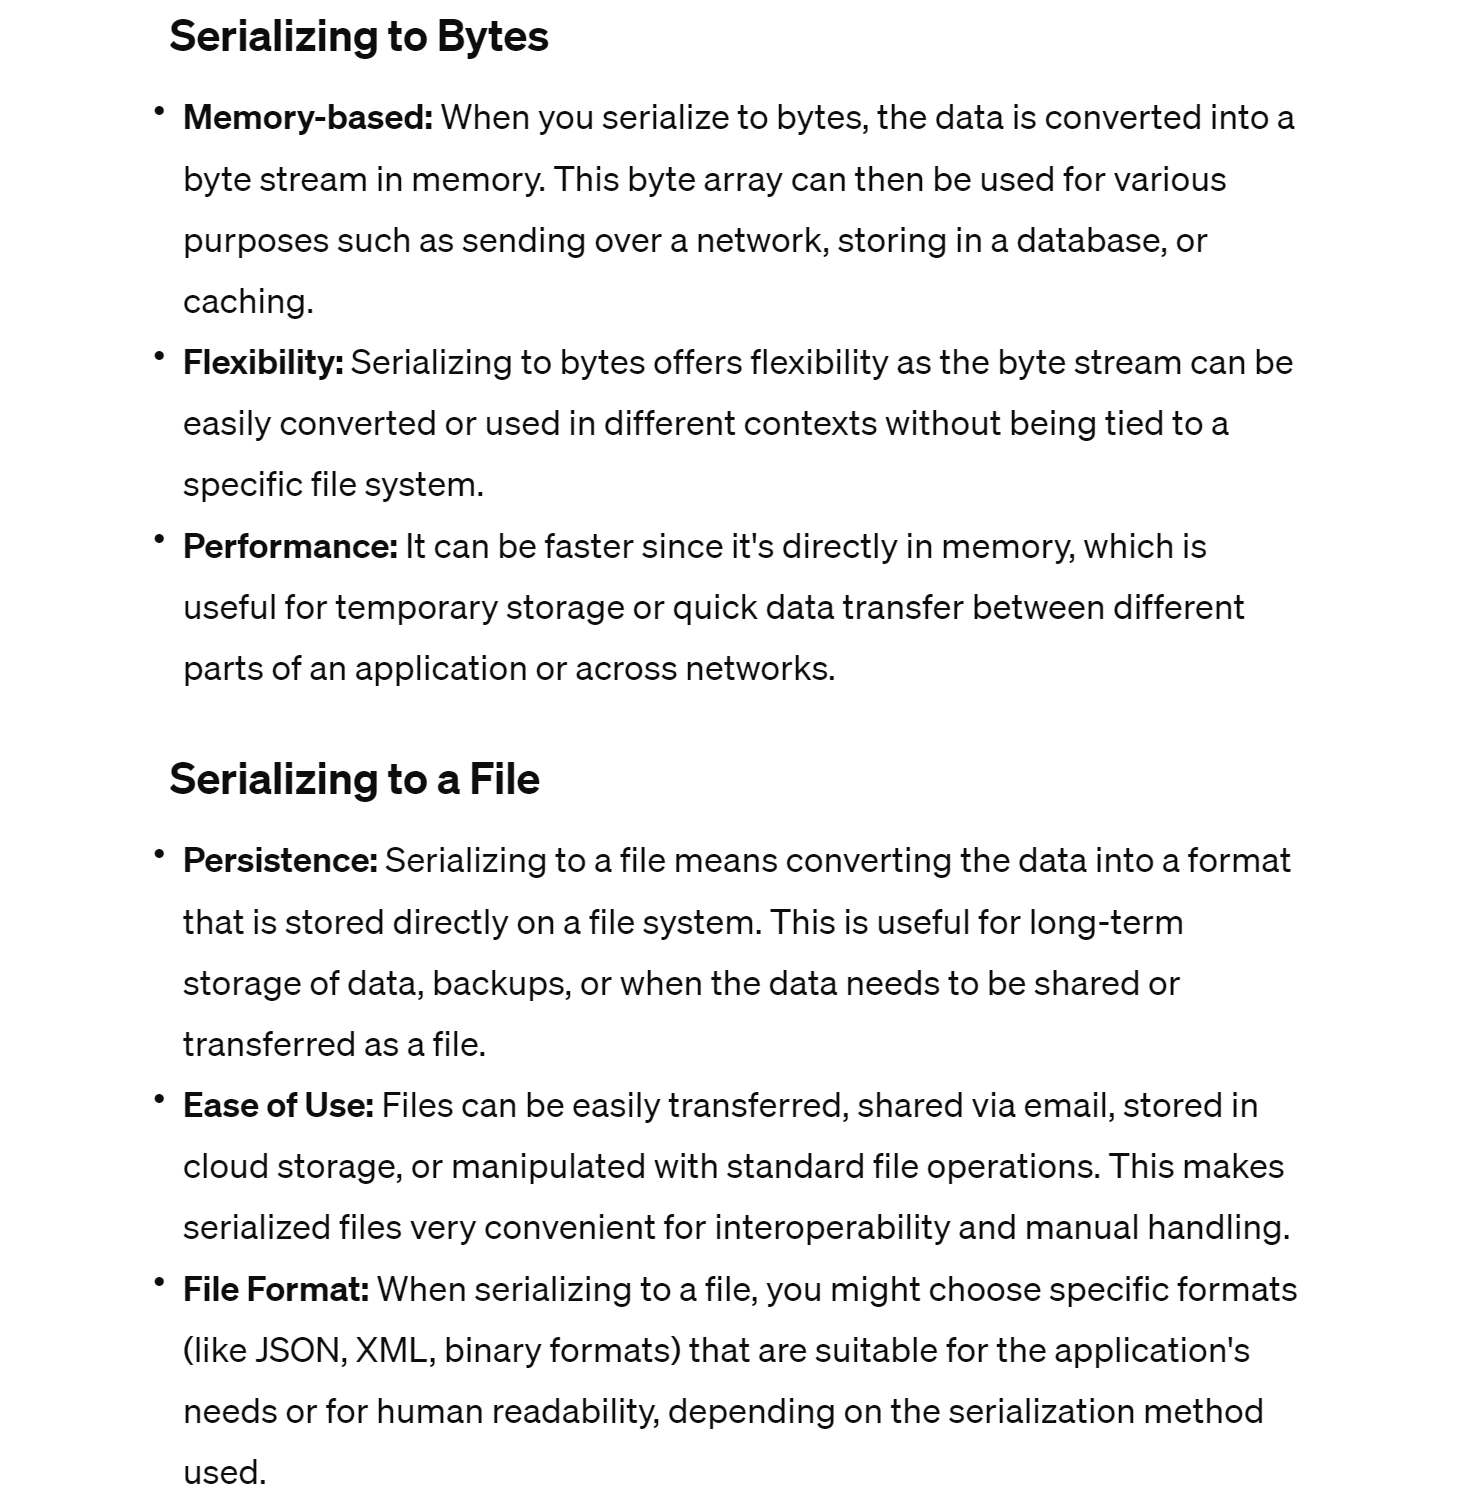 Serializing to Bytes
• Memory-based: When you serialize to bytes, the data is converted into a
byte stream in memory. This byte array can then be used for various
purposes such as sending over a network, storing in a database, or
caching.
• Flexibility: Serializing to bytes offers flexibility as the byte stream can be
easily converted or used in different contexts without being tied to a
specific file system.
• Performance: It can be faster since it's directly in memory, which is
useful for temporary storage or quick data transfer between different
parts of an application or across networks.
Serializing to a File
• Persistence: Serializing to a file means converting the data into a format
that is stored directly on a file system. This is useful for long-term
storage of data, backups, or when the data needs to be shared or
transferred as a file.
• Ease of Use: Files can be easily transferred, shared via email, stored in
cloud storage, or manipulated with standard file operations. This makes
serialized files very convenient for interoperability and manual handling.
• File Format: When serializing to a file, you might choose specific formats
(like JSON, XML, binary formats) that are suitable for the application's
needs or for human readability, depending on the serialization method
used.